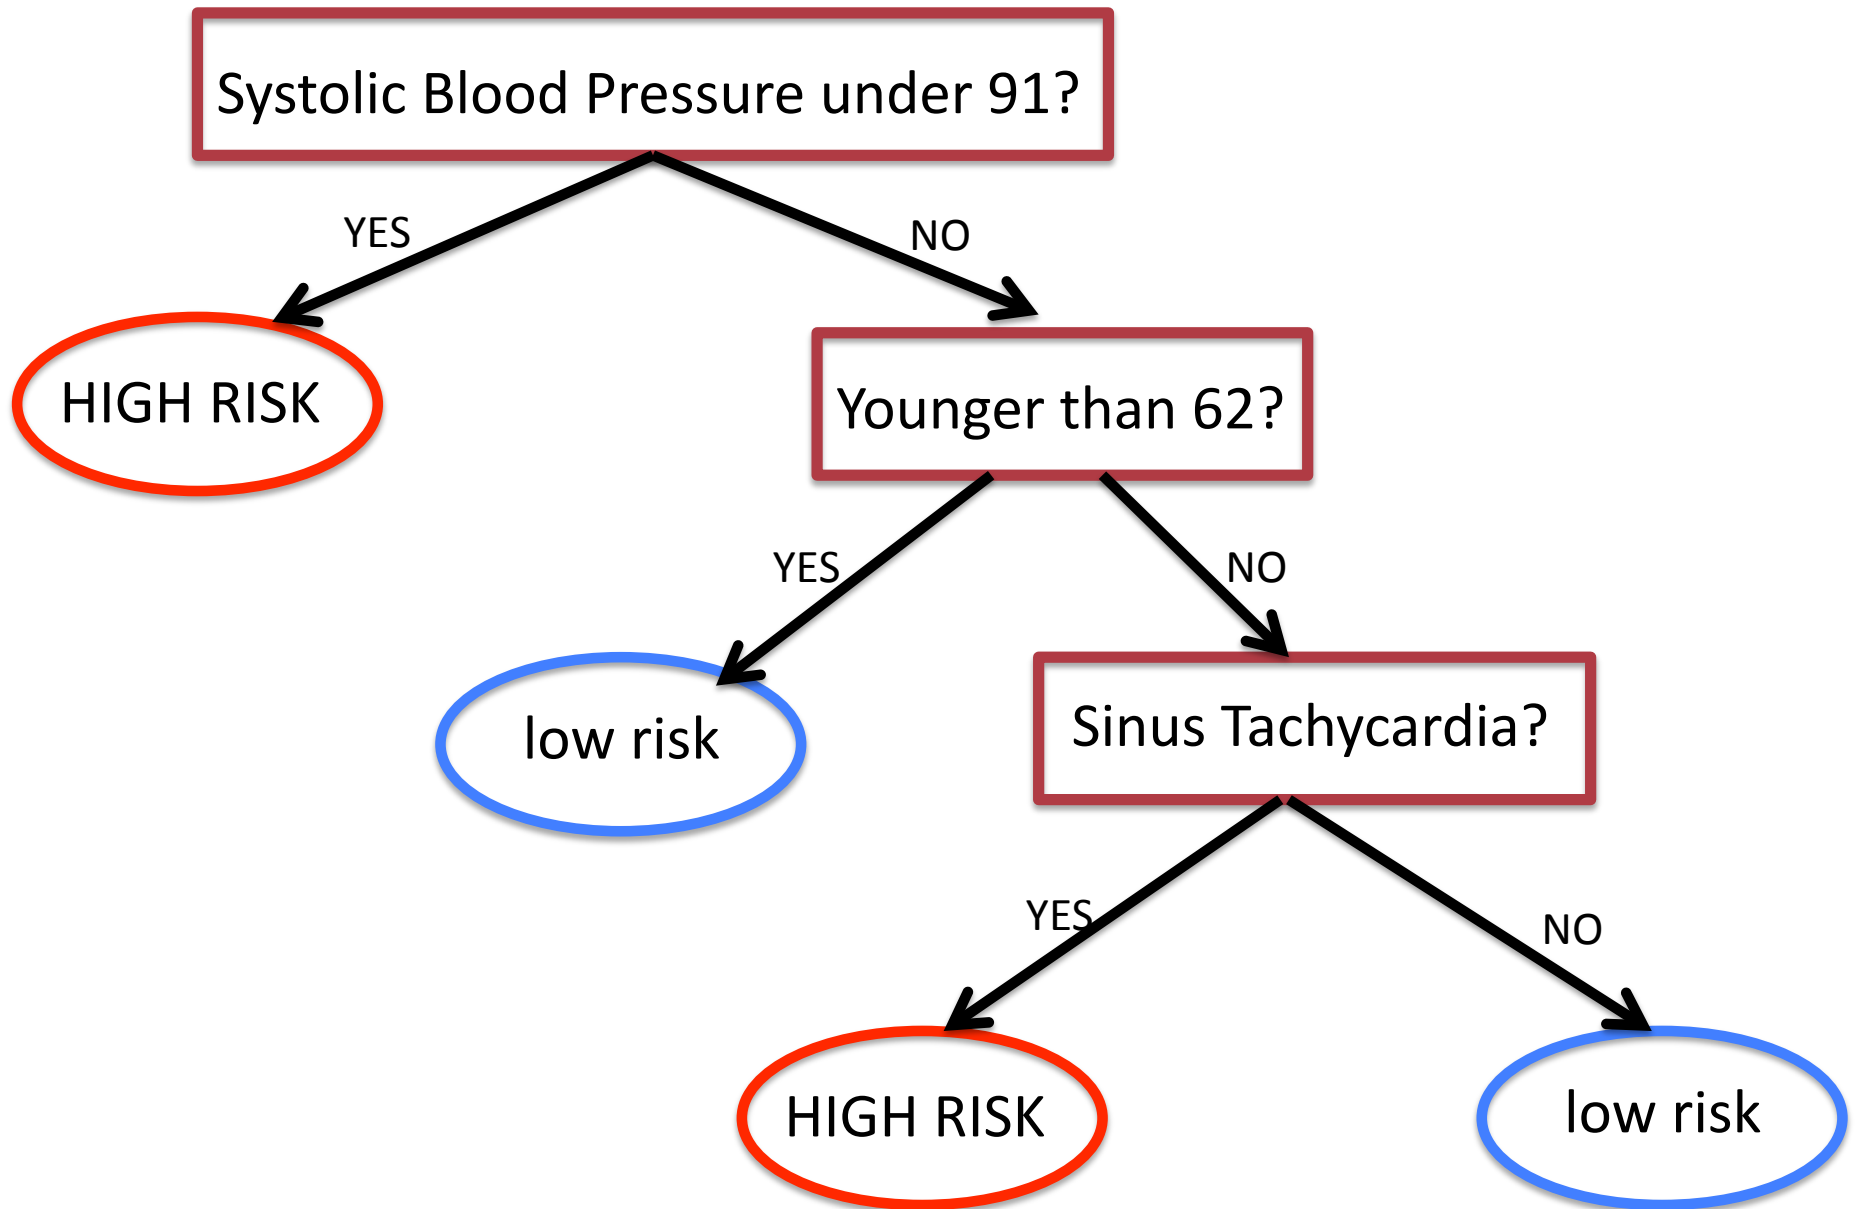 Systolic Blood Pressure under 91?
YES
NO
HIGH RISK
Younger than 62?
YES
NO
low risk
Sinus Tachycardia?
YES
NO
HIGH RISK
low risk